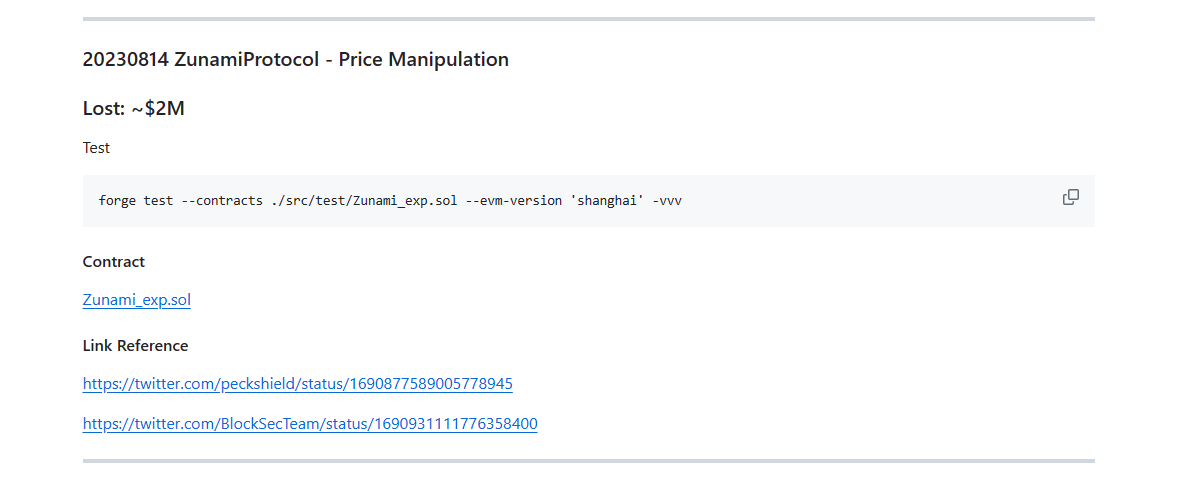 20230814 ZunamiProtocol - Price Manipulation
Lost: ~$2M
Test
forge test --contracts ./src/test/Zunami_exp.sol --evm-version 'shanghai' -vvv
Contract
Zunami_exp.sol
Link Reference
https://twitter.com/peckshield/status/1690877589005778945
https://twitter.com/BlockSecTeam/status/1690931111776358400